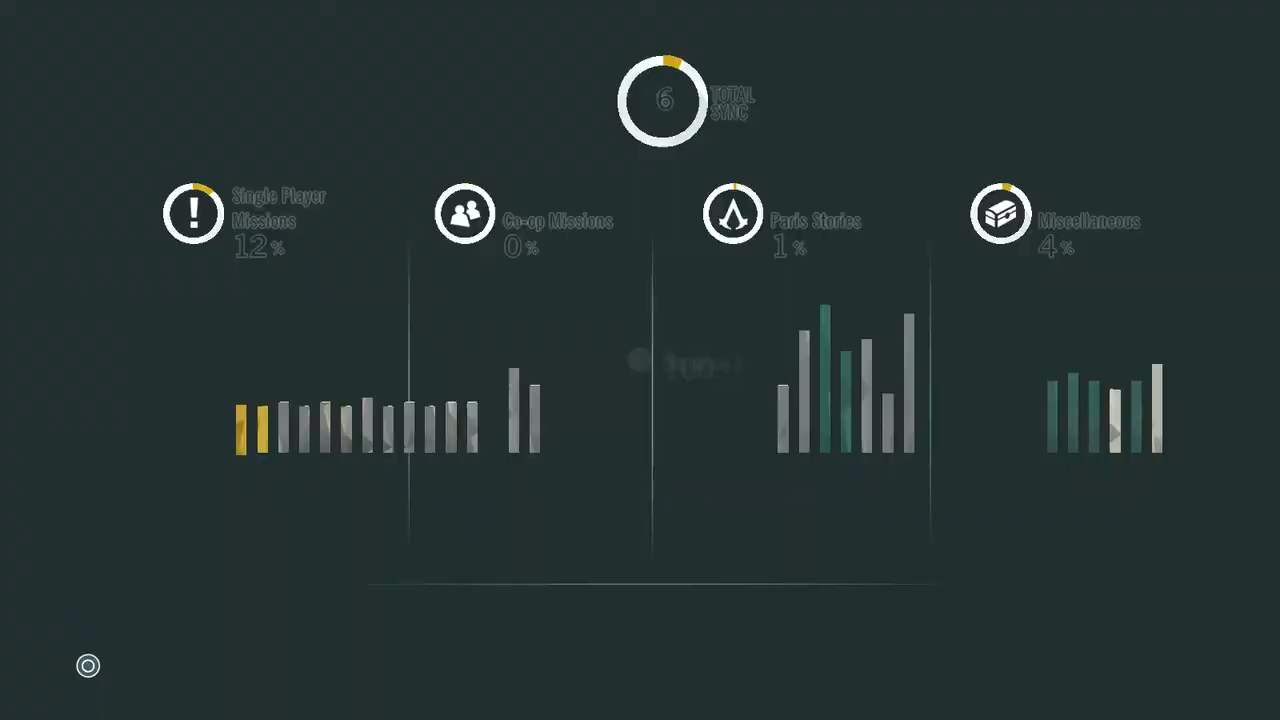 6
TOTAL
SYNC
Single Player
Missions
12%
Co-op Missions
0%
Paris Stories
1%
Miscellaneous
4%